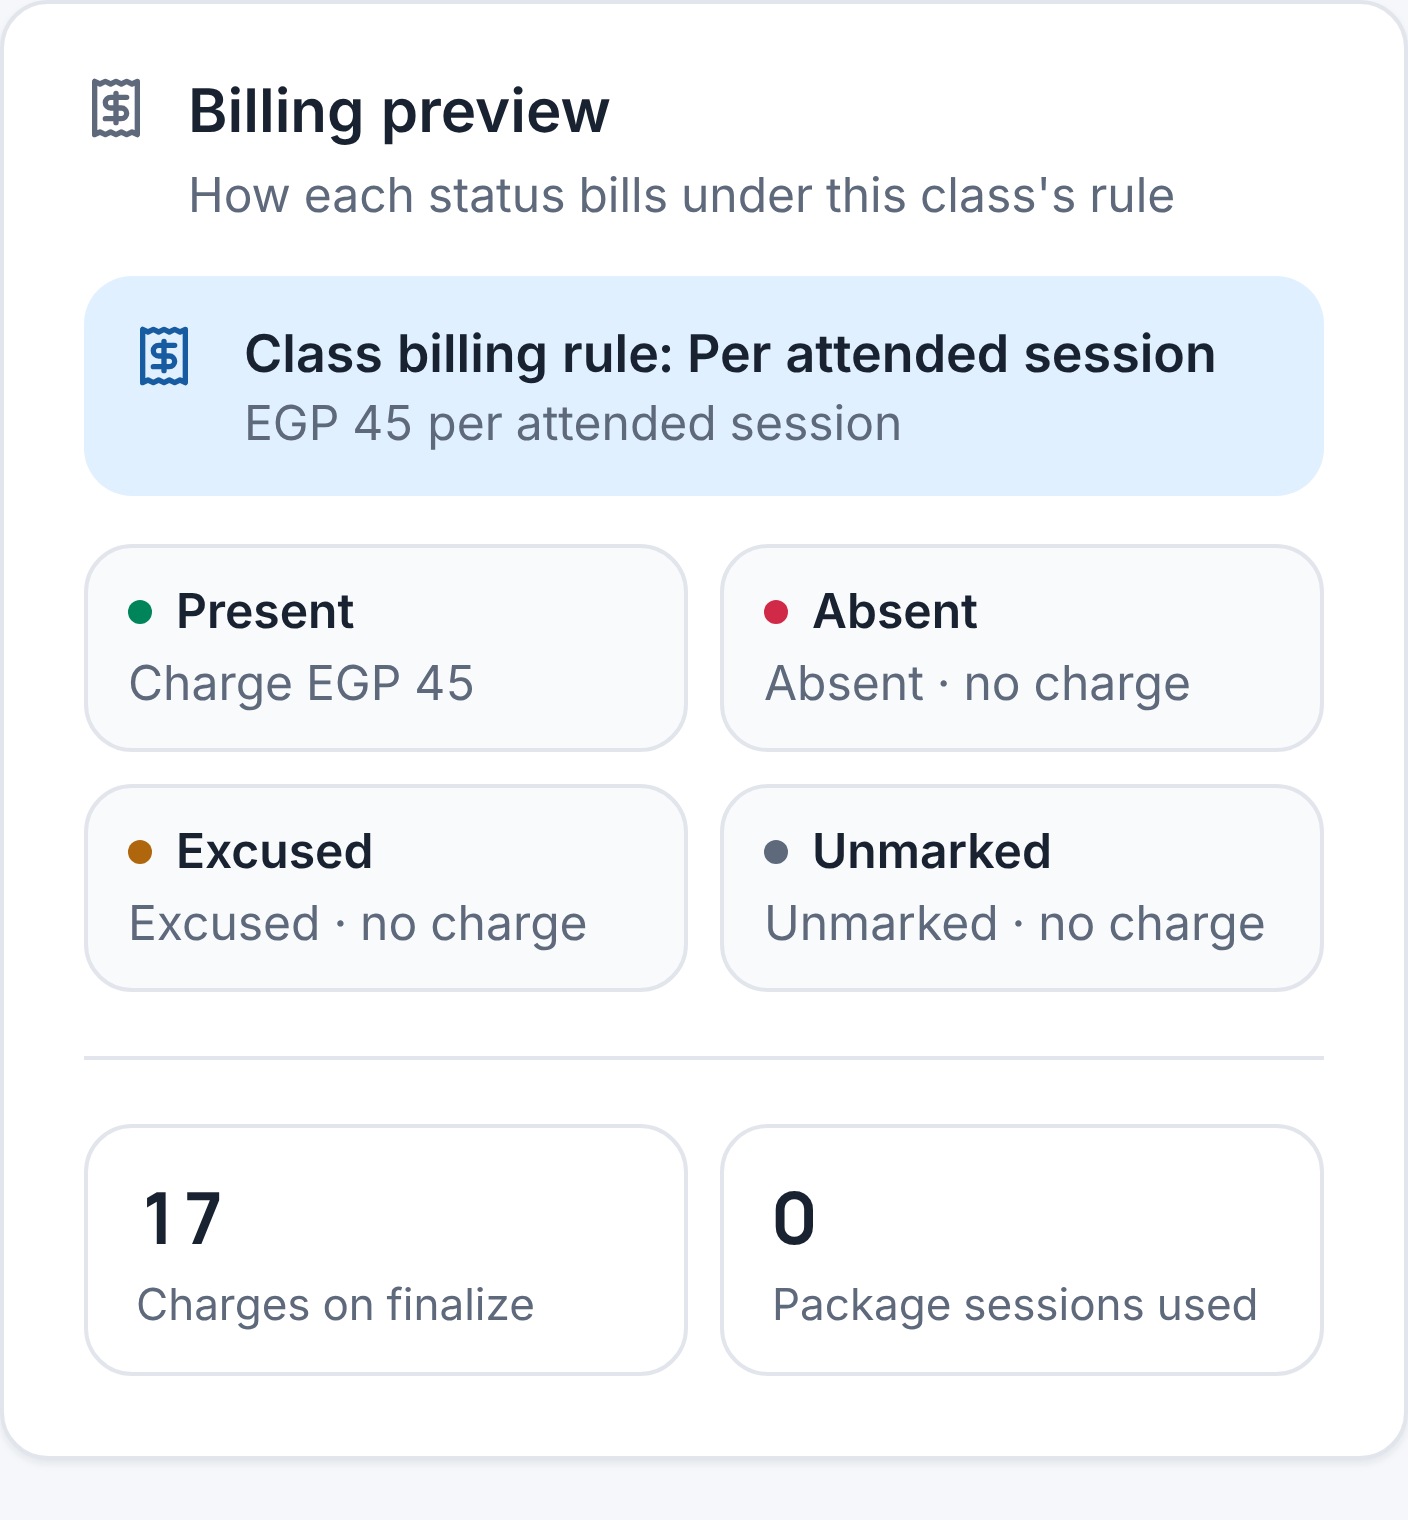 Billing preview
How each status bills under this class's rule
Class billing rule: Per attended session
EGP 45 per attended session
Present
Charge EGP 45
Absent
Absent · no charge
Excused
Excused · no charge
Unmarked
Unmarked · no charge
17
Charges on finalize
0
Package sessions used